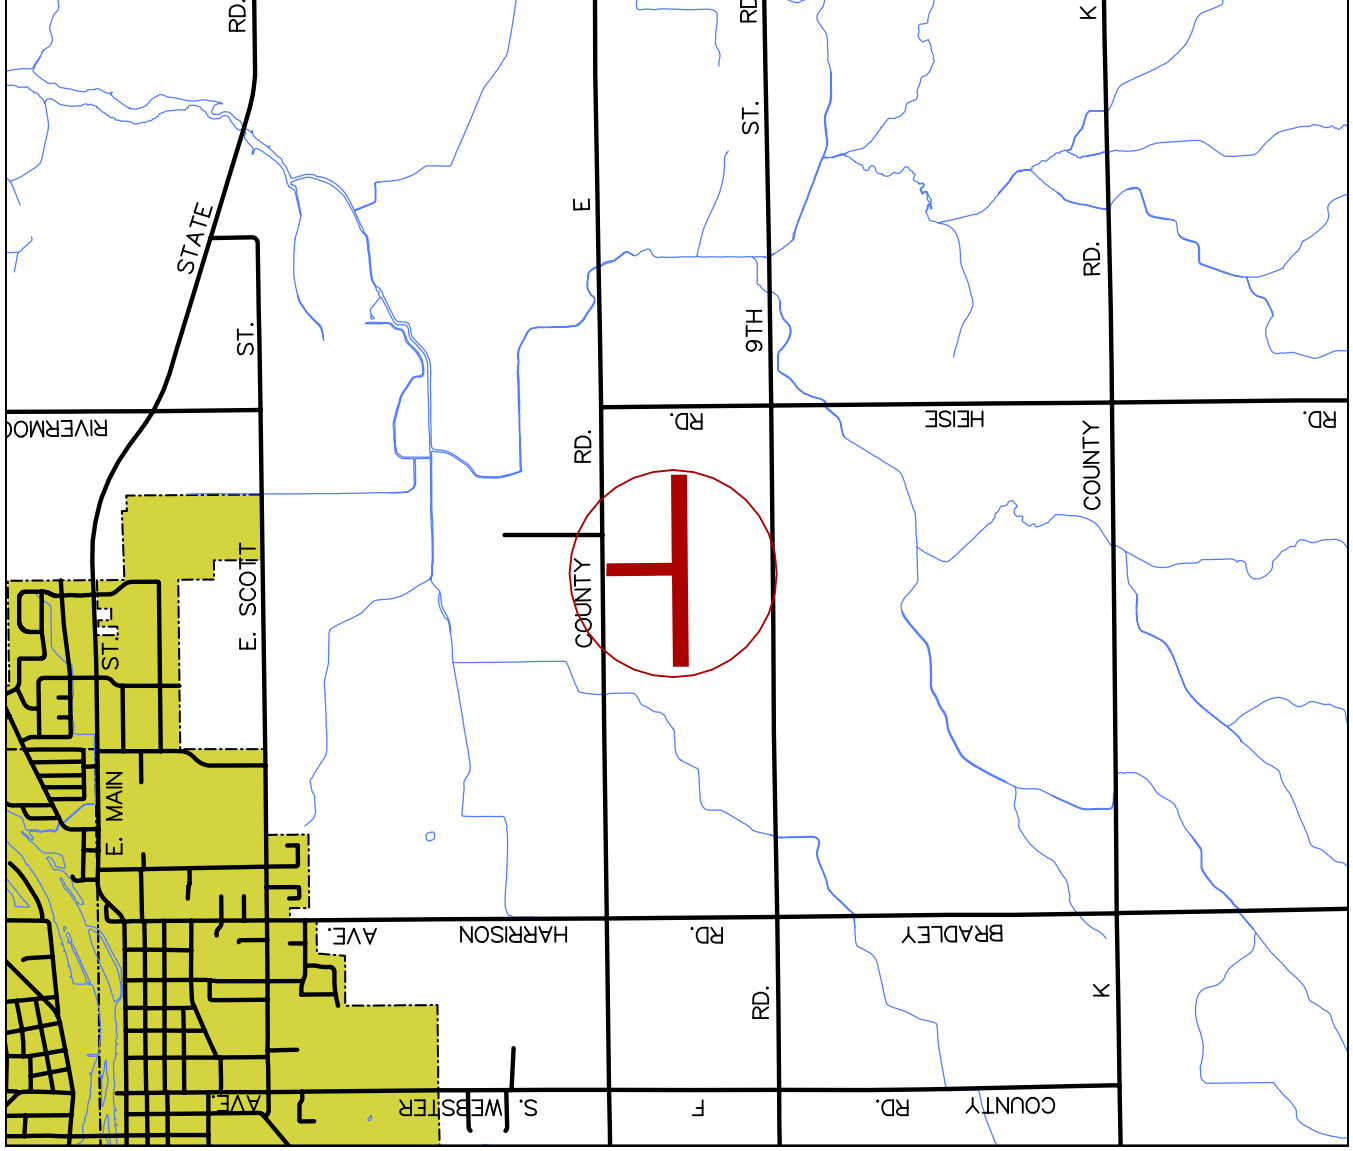 RD.
RD
K
ST.
STATE
E
RD.
ST.
9TH
RIVERMOO
RD.
HEISE
RD.
RD.
COUNTY
E. SCOTT
COUNTY
ST.
E. MAIN
AVE.
HARRISON
RD.
BRADLEY
RD.
K
AVE.
S. WEBSTER
F
RD.
COUNTY